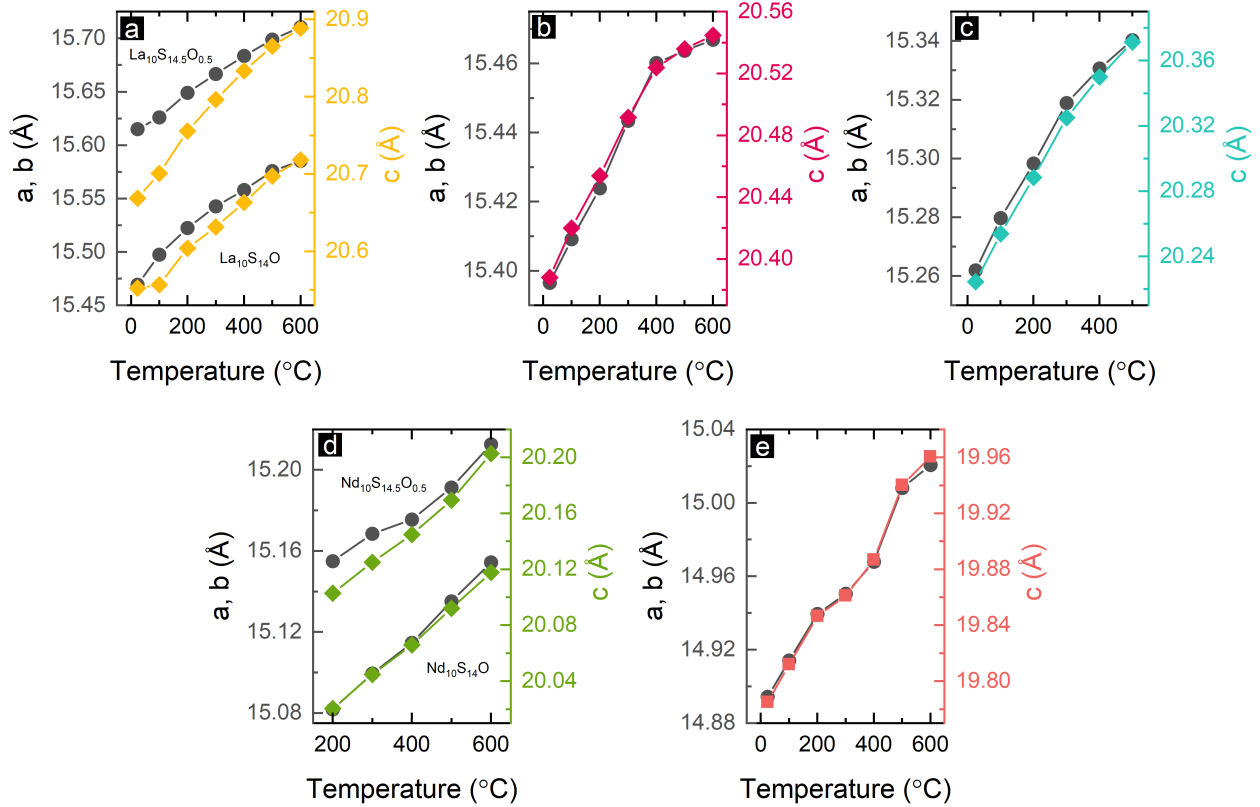 a
La₁₀S₁₄.₅O₀.₅
La₁₀S₁₄O
15.70
15.65
15.60
15.55
15.50
15.45
a, b (Å)
20.9
20.8
20.7
20.6
c (Å)
0 200 400 600
Temperature (°C)
b
15.46
15.44
15.42
15.40
a, b (Å)
20.56
20.54
20.52
20.48
20.44
20.40
c (Å)
0 100 200 300 400 500 600
Temperature (°C)
c
15.34
15.32
15.30
15.28
15.26
a, b (Å)
20.36
20.32
20.28
20.24
c (Å)
0 200 400
Temperature (°C)
d
Nd₁₀S₁₄.₅O₀.₅
Nd₁₀S₁₄O
15.20
15.16
15.12
15.08
a, b (Å)
20.20
20.16
20.12
20.08
20.04
c (Å)
200 400 600
Temperature (°C)
e
15.04
15.00
14.96
14.92
14.88
a, b (Å)
19.96
19.92
19.88
19.84
19.80
c (Å)
0 200 400 600
Temperature (°C)